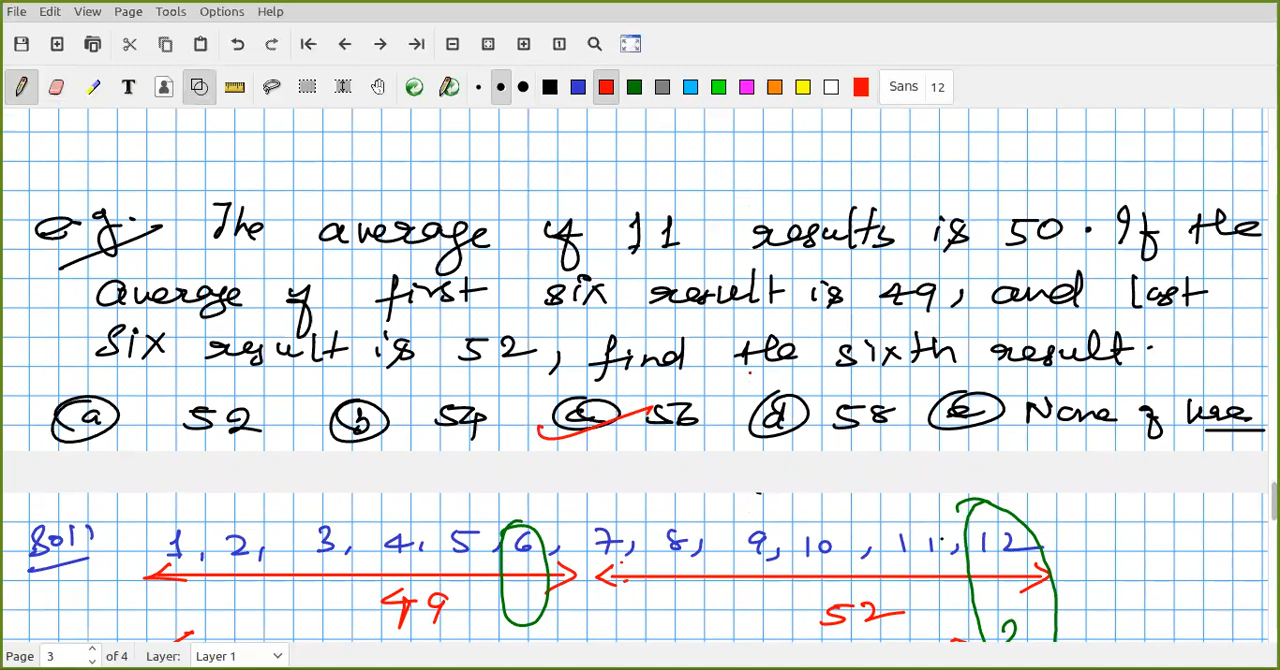 File Edit View Page Tools Options Help
Sans 12
eg:- The average of 11 results is 50. If the
average of first six result is 49, and last
six result is 52, find the sixth result.
(a) 52 (b) 54 (c) 56 (d) 58 (e) None of
Soln 1, 2, 3, 4, 5, 6, 7, 8, 9, 10, 11, 12
49 52
?
Page 3 of 4 Layer: Layer 1